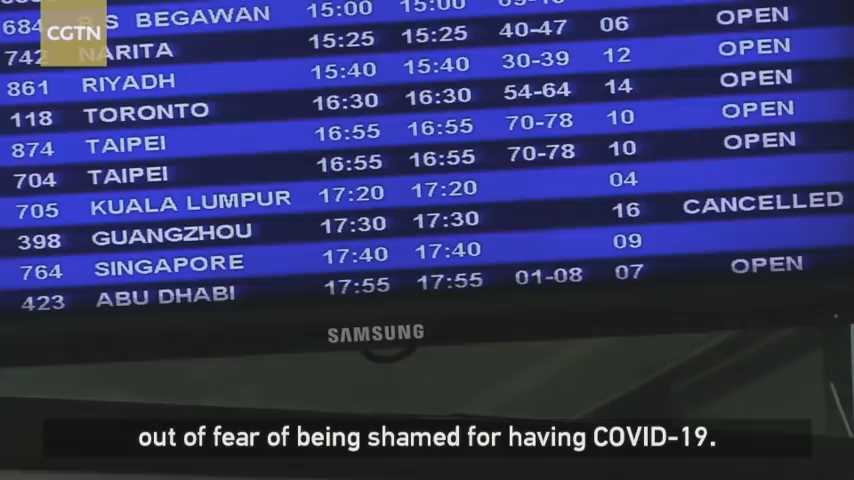 684 B S BEGAWAN 15:00 15:00
CGTN
742 NARITA 15:25 15:25 40-47 06 OPEN
861 RIYADH 15:40 15:40 30-39 12 OPEN
118 TORONTO 16:30 16:30 54-64 14 OPEN
874 TAIPEI 16:55 16:55 70-78 10 OPEN
704 TAIPEI 16:55 16:55 70-78 10 OPEN
705 KUALA LUMPUR 17:20 17:20 04
398 GUANGZHOU 17:30 17:30 16 CANCELLED
764 SINGAPORE 17:40 17:40 09
423 ABU DHABI 17:55 17:55 01-08 07 OPEN
SAMSUNG
out of fear of being shamed for having COVID-19.